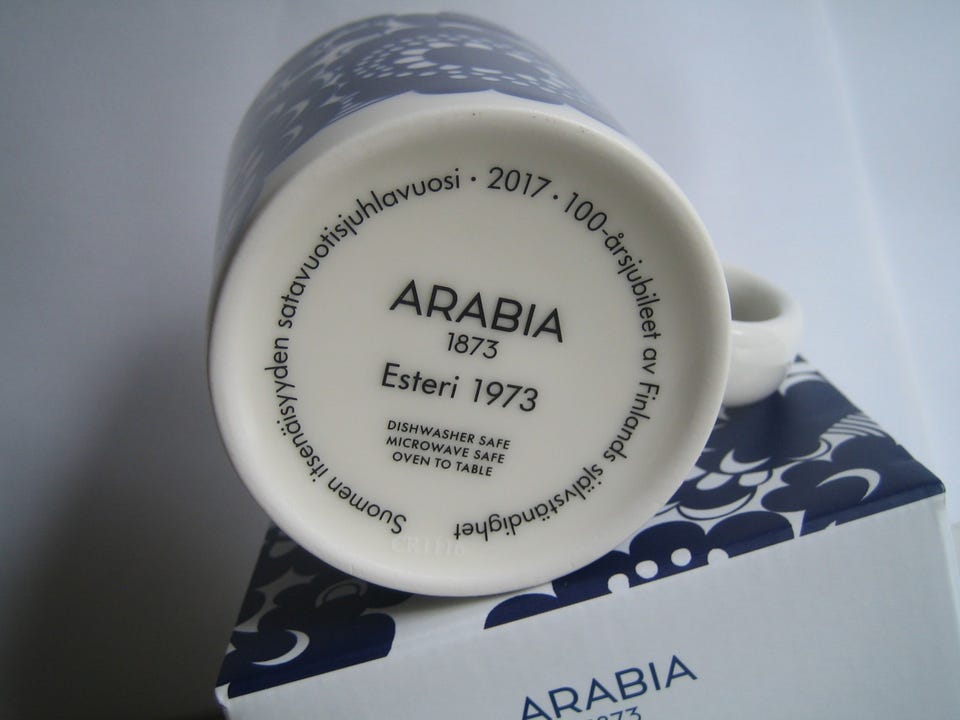 Suomen itsenäisyyden satavuotisjuhlavuosi · 2017 · 100-årsjubileet av Finlands självständighet
ARABIA
1873
Esteri 1973
DISHWASHER SAFE
MICROWAVE SAFE
OVEN TO TABLE
ARABIA
1873